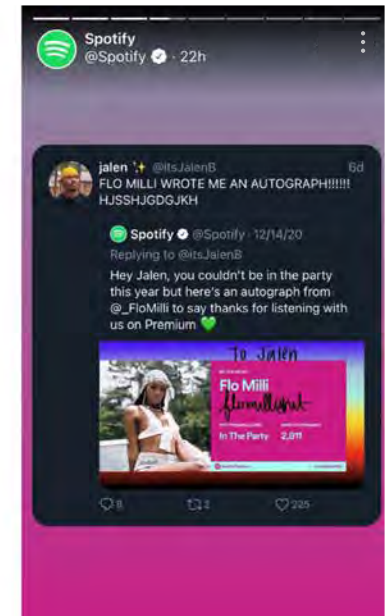 Spotify
@Spotify · 22h
jalen ✨ @itsJalenB 6d
FLO MILLI WROTE ME AN AUTOGRAPH!!!!!!
HJSSHJGDGJKH
Spotify @Spotify · 12/14/20
Replying to @itsJalenB
Hey Jalen, you couldn't be in the party
this year but here's an autograph from
@_FloMilli to say thanks for listening with
us on Premium 💚
To Jalen
Flo Milli
In The Party 2,011
8 3 225